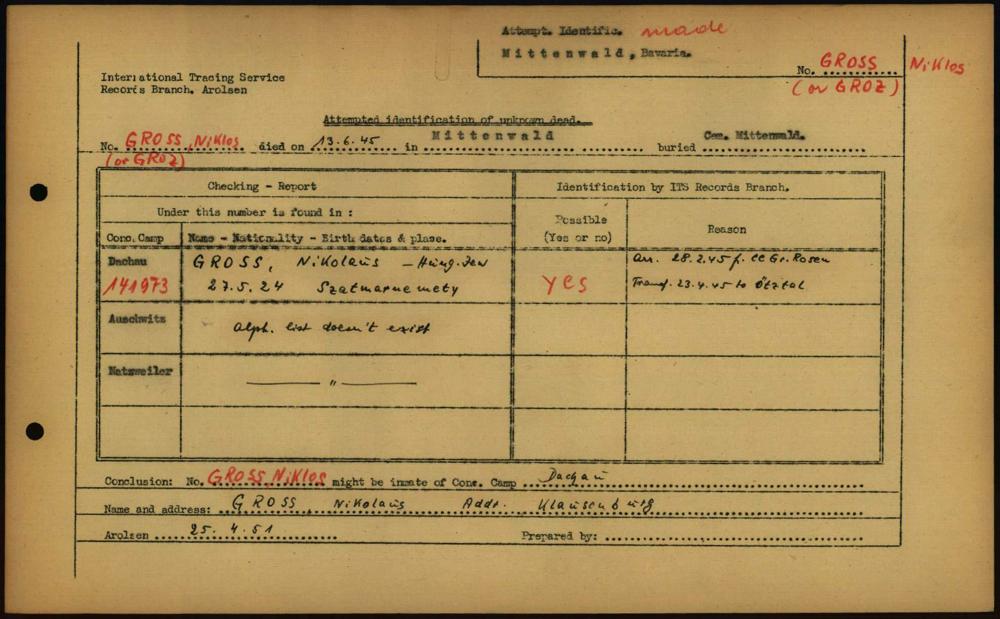 Attempt. Identific. made
Mittenwald, Bavaria.
No. GROSS Niklos
(or GROZ)
International Tracing Service
Records Branch. Arolsen
Attempted identification of unknown dead.
No. GROSS, Niklos died on 13.6.45 in Mittenwald buried Cem. Mittenwald.
(or GROZ)
Checking - Report
Identification by ITS Records Branch.
Under this number is found in :
Possible
(Yes or no)
Reason
Conc. Camp
Name - Nationality - Birth dates & place.
Dachau GROSS, Nikolaus - Hung. Jew
Arr. 28.2.45 f. CC Gr. Rosen
141973 27.5.24 Szatmarnemety yes Transf. 23.4.45 to Ötztal
Auschwitz alph. list doesn't exist
Natzweiler — " —
Conclusion: No. GROSS, Niklos might be inmate of Conc. Camp Dachau
Name and address: GROSS, Nikolaus Addr. Klausenburg
Arolsen 25.4.51 Prepared by: